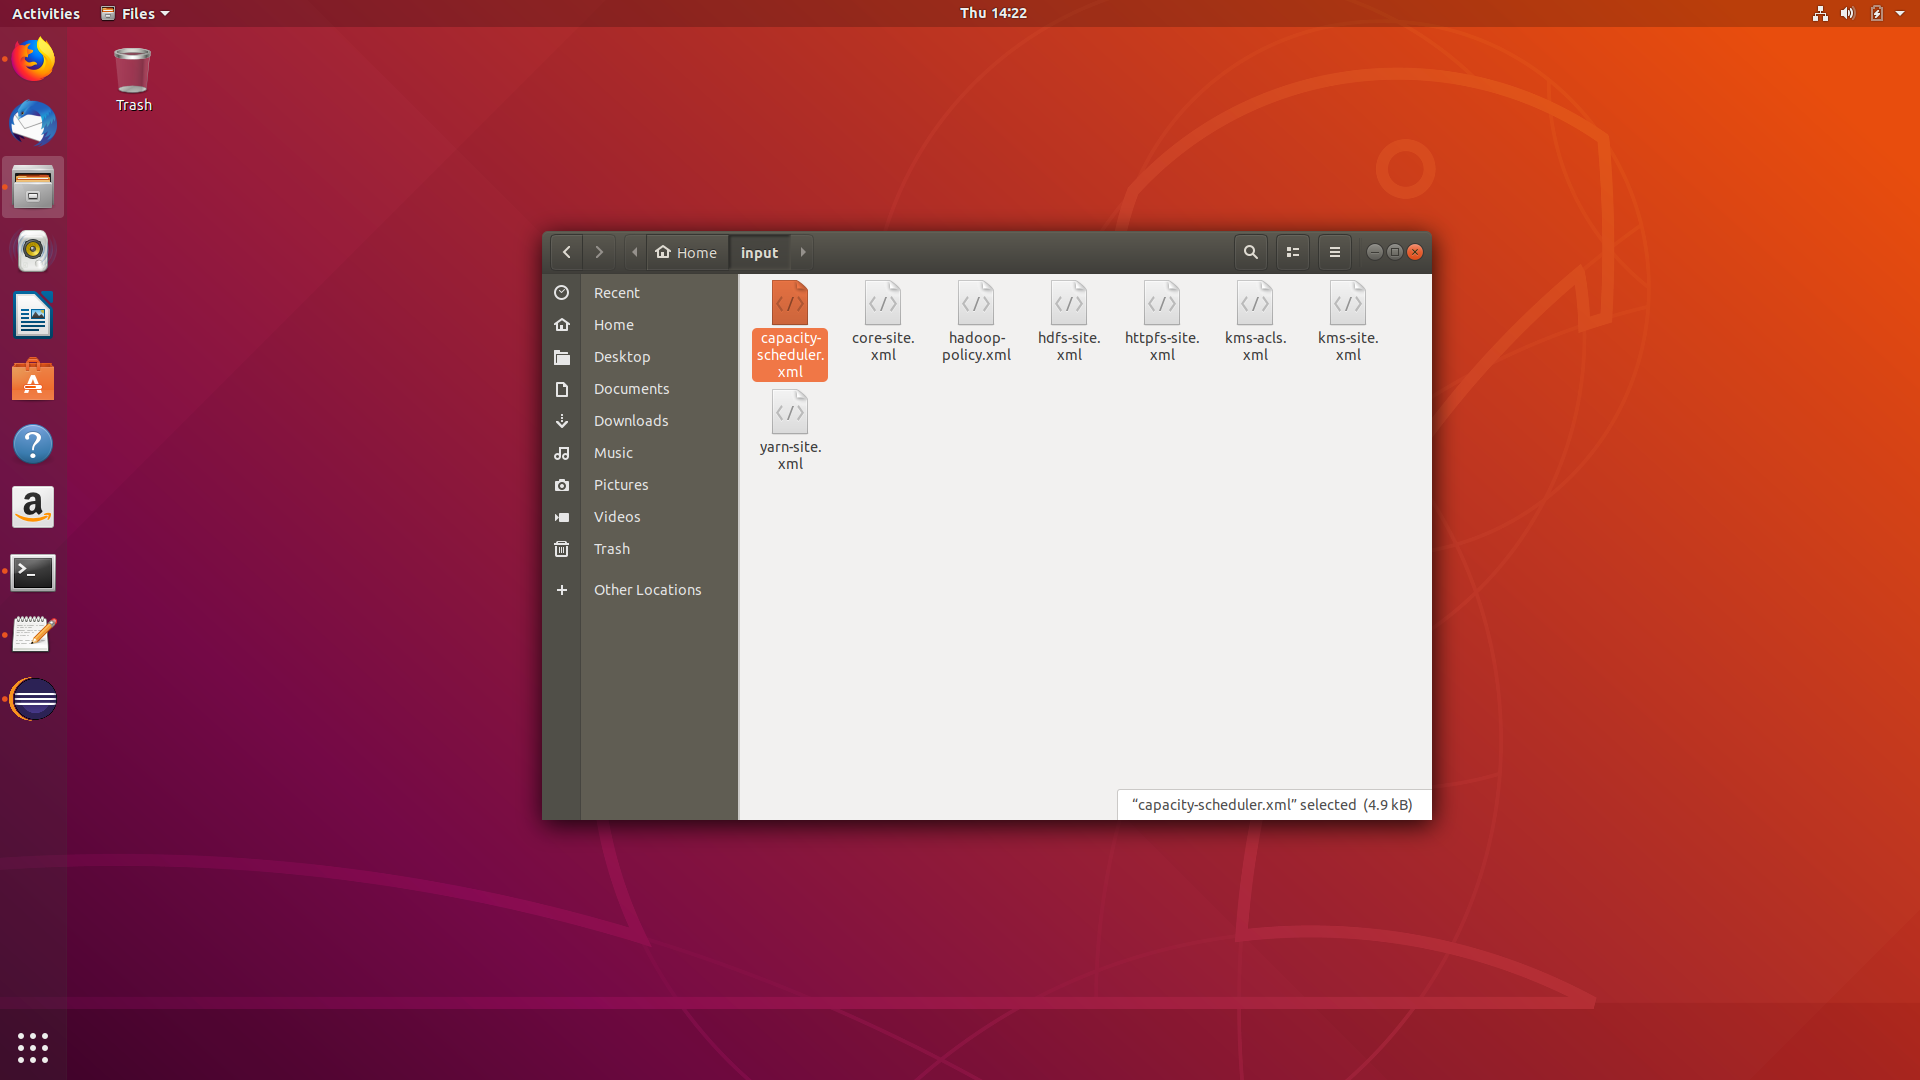 Activities
Files
Thu 14:22
Trash
Home
input
Recent
Home
Desktop
Documents
Downloads
Music
Pictures
Videos
Trash
Other Locations
capacity-
scheduler.
xml
core-site.
xml
hadoop-
policy.xml
hdfs-site.
xml
httpfs-site.
xml
kms-acls.
xml
kms-site.
xml
yarn-site.
xml
“capacity-scheduler.xml” selected (4.9 kB)